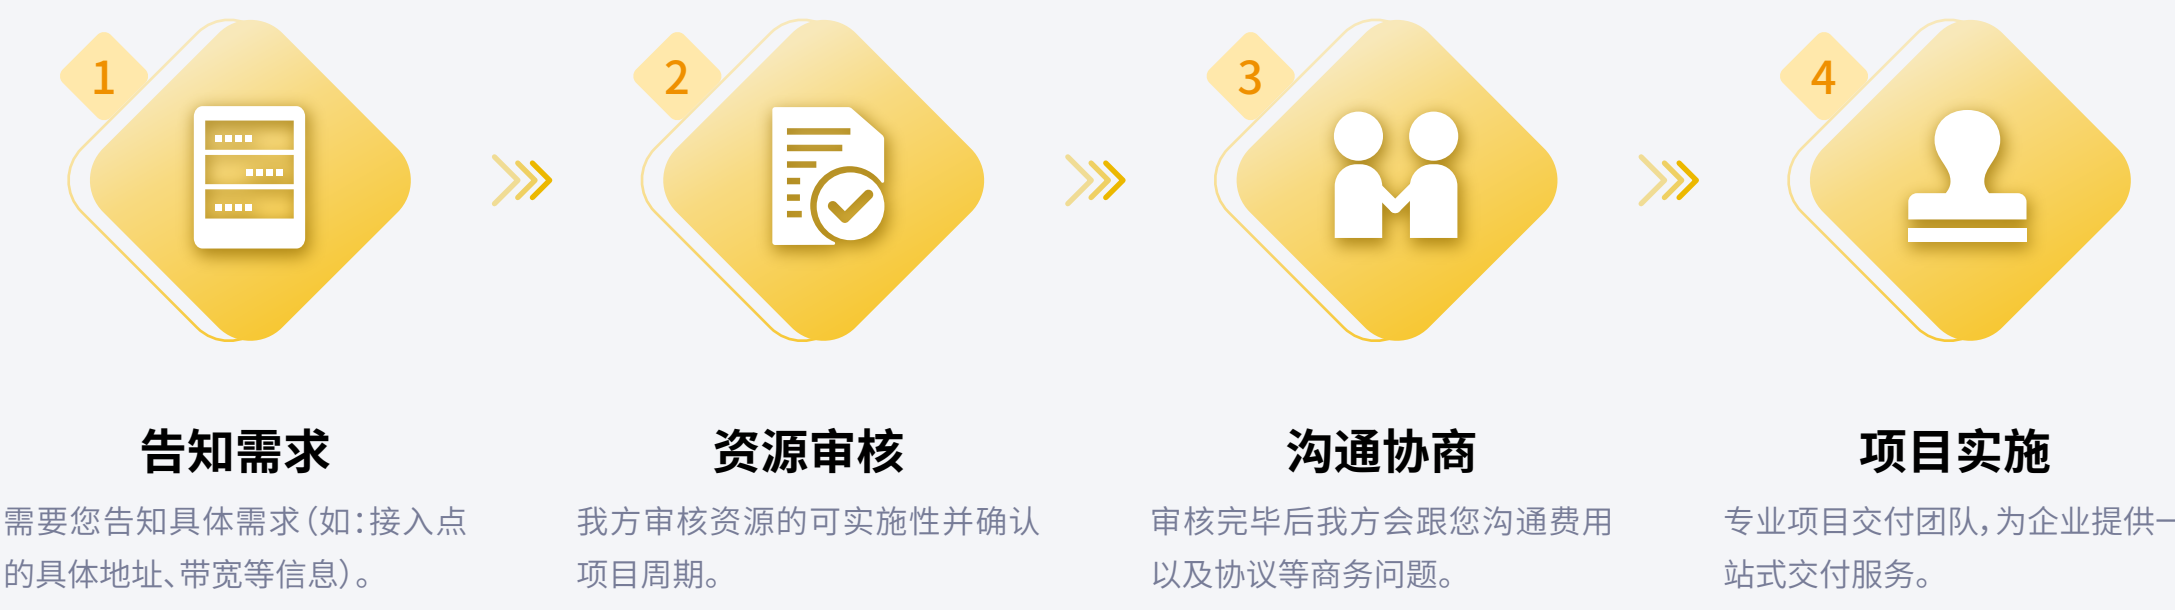 1
2
3
4
告知需求
需要您告知具体需求（如：接入点
的具体地址、带宽等信息）。
资源审核
我方审核资源的可实施性并确认
项目周期。
沟通协商
审核完毕后我方会跟您沟通费用
以及协议等商务问题。
项目实施
专业项目交付团队，为企业提供一
站式交付服务。